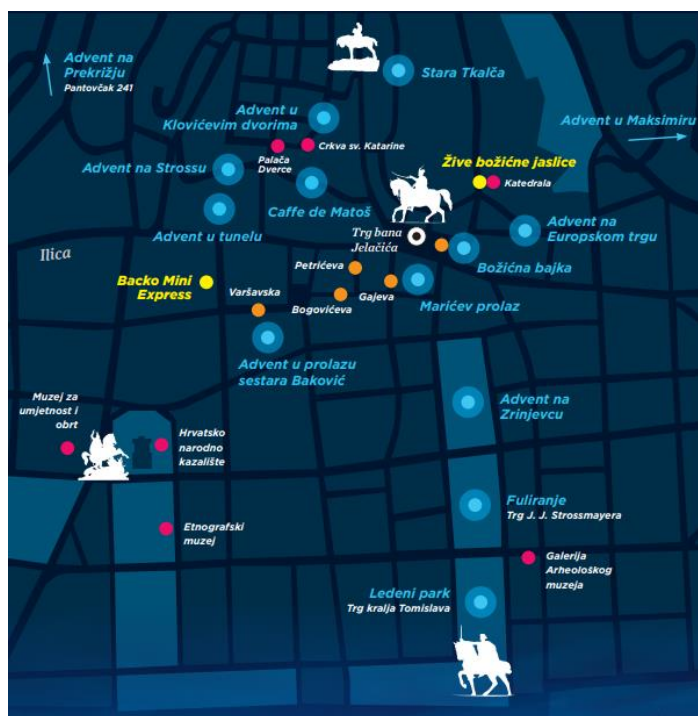 Advent na
Prekrižju
Pantovčak 241
Stara Tkalča
Advent u
Klovićevim dvorima
Advent u Maksimiru
Palača
Dverce
Crkva sv. Katarine
Žive božićne jaslice
Katedrala
Advent na Strossu
Caffe de Matoš
Advent u tunelu
Trg bana
Jelačića
Advent na
Europskom trgu
Božićna bajka
Ilica
Petrićeva
Backo Mini
Express
Varšavska
Bogovićeva
Gajeva
Marićev prolaz
Advent u prolazu
sestara Baković
Advent na
Zrinjevcu
Muzej za
umjetnost i
obrt
Hrvatsko
narodno
kazalište
Fuliranje
Trg J. J. Strossmayera
Etnografski
muzej
Galerija
Arheološkog
muzeja
Ledeni park
Trg kralja Tomislava